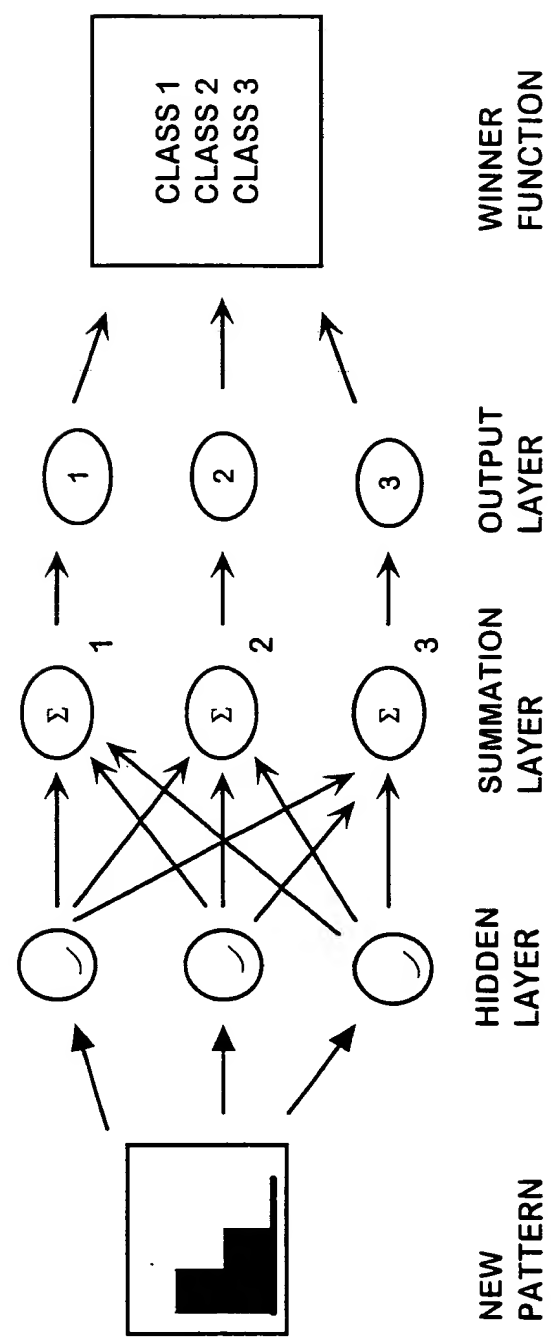 Σ
1
Σ
2
Σ
3
1
2
3
CLASS 1
CLASS 2
CLASS 3
NEW
PATTERN
HIDDEN
LAYER
SUMMATION
LAYER
OUTPUT
LAYER
WINNER
FUNCTION